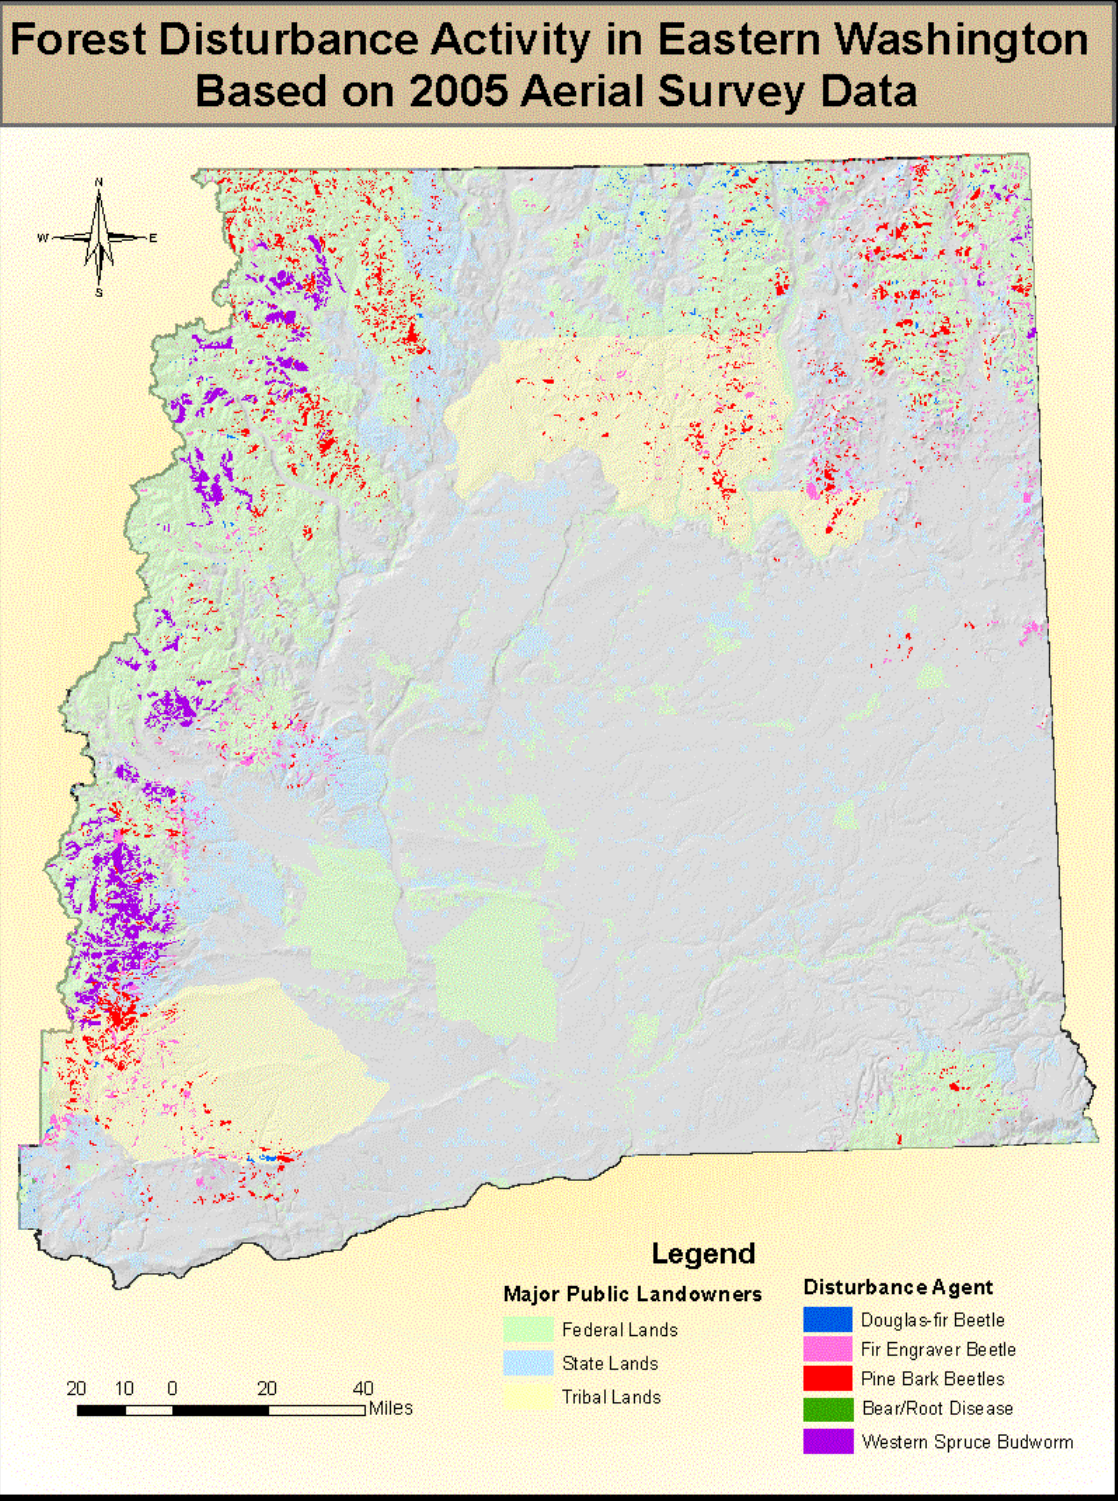 Forest Disturbance Activity in Eastern Washington
Based on 2005 Aerial Survey Data
N
W E
S
Legend
Major Public Landowners
Federal Lands
State Lands
Tribal Lands
Disturbance Agent
Douglas-fir Beetle
Fir Engraver Beetle
Pine Bark Beetles
Bear/Root Disease
Western Spruce Budworm
20 10 0 20 40
Miles